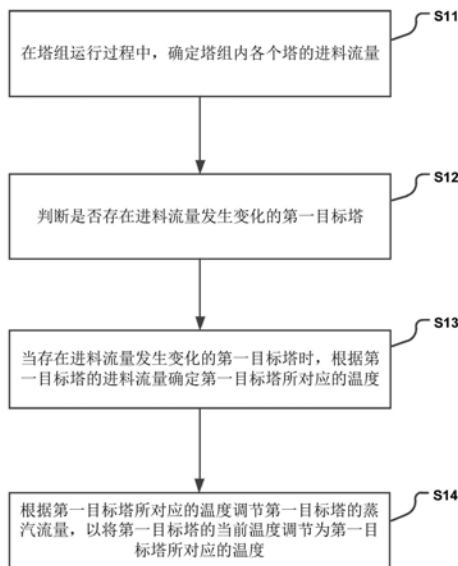 S11
在塔组运行过程中，确定塔组内各个塔的进料流量
S12
判断是否存在进料流量发生变化的第一目标塔
S13
当存在进料流量发生变化的第一目标塔时，根据第
一目标塔的进料流量确定第一目标塔所对应的温度
S14
根据第一目标塔所对应的温度调节第一目标塔的蒸
汽流量，以将第一目标塔的当前温度调节为第一目
标塔所对应的温度